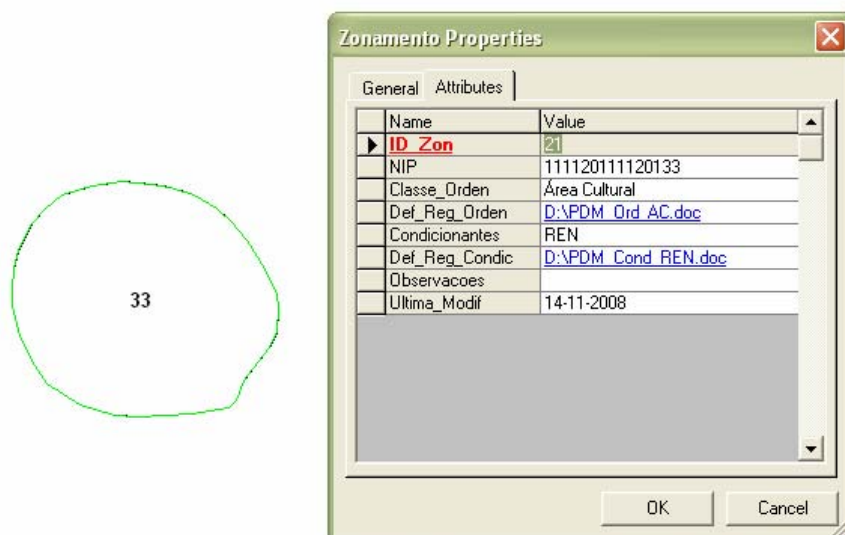 Zonamento Properties
General Attributes
Name Value
ID_Zon 21
NIP 111120111120133
Classe_Orden Área Cultural
Def_Reg_Orden D:\PDM_Ord_AC.doc
Condicionantes REN
Def_Reg_Condic D:\PDM_Cond_REN.doc
Observacoes
Ultima_Modif 14-11-2008
33
OK Cancel